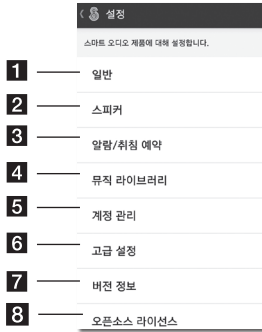 설정
스마트 오디오 제품에 대해 설정합니다.
1 일반
2 스피커
3 알람/취침 예약
4 뮤직 라이브러리
5 계정 관리
6 고급 설정
7 버전 정보
8 오픈소스 라이선스